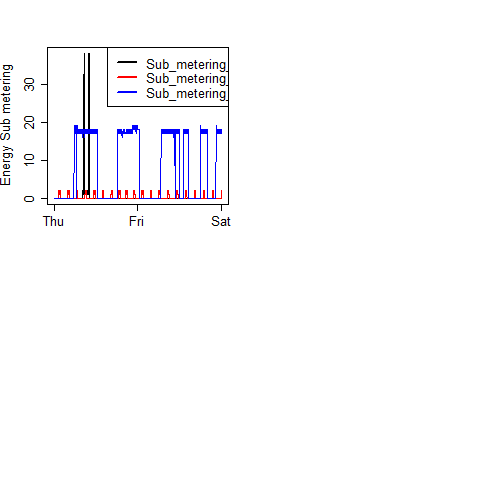 Energy Sub metering
30
20
10
0
Sub_metering_
Sub_metering_
Sub_metering_
Thu Fri Sat